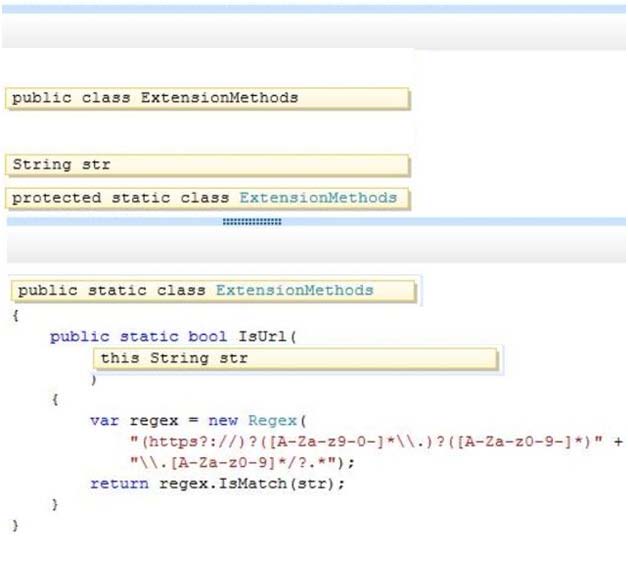 public class ExtensionMethods
String str
protected static class ExtensionMethods
public static class ExtensionMethods
{
public static bool IsUrl(
this String str
)
{
var regex = new Regex(
"(https?://)?([A-Za-z9-0-]*\\.)?([A-Za-z0-9-]*)" +
"\\.[A-Za-z0-9]*/?.*");
return regex.IsMatch(str);
}
}